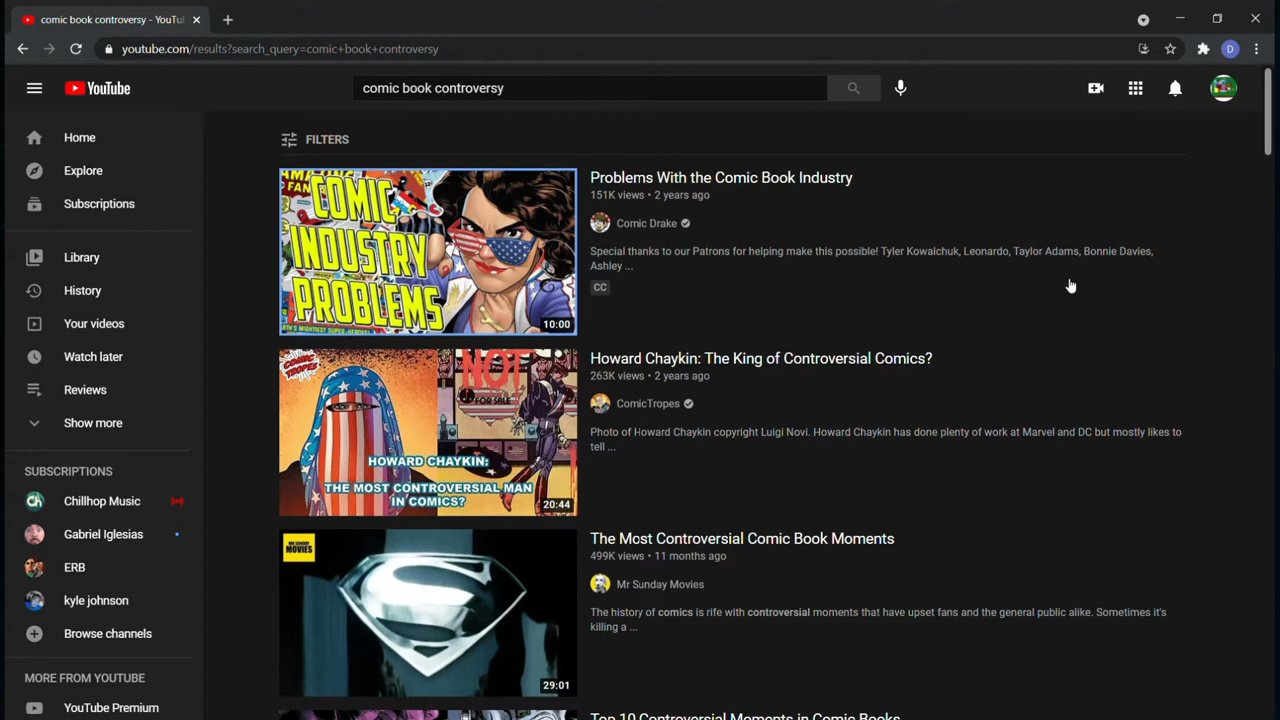 comic book controversy - YouTu
youtube.com/results?search_query=comic+book+controversy
D
YouTube
comic book controversy
Home
Explore
Subscriptions
Library
History
Your videos
Watch later
Reviews
Show more
SUBSCRIPTIONS
Chillhop Music
Gabriel Iglesias
ERB
kyle johnson
Browse channels
MORE FROM YOUTUBE
YouTube Premium
FILTERS
AMAZING
FAN
COMIC
INDUSTRY
PROBLEMS
10:00
Problems With the Comic Book Industry
151K views • 2 years ago
Comic Drake
Special thanks to our Patrons for helping make this possible! Tyler Kowalchuk, Leonardo, Taylor Adams, Bonnie Davies,
Ashley ...
CC
COMIC
TROPES
NOT
FOR SALE
HOWARD CHAYKIN:
THE MOST CONTROVERSIAL MAN
IN COMICS?
20:44
Howard Chaykin: The King of Controversial Comics?
263K views • 2 years ago
ComicTropes
Photo of Howard Chaykin copyright Luigi Novi. Howard Chaykin has done plenty of work at Marvel and DC but mostly likes to
tell ...
MR SUNDAY
MOVIES
29:01
The Most Controversial Comic Book Moments
499K views • 11 months ago
Mr Sunday Movies
The history of comics is rife with controversial moments that have upset fans and the general public alike. Sometimes it's
killing a ...
Top 10 Controversial Moments in Comic Books